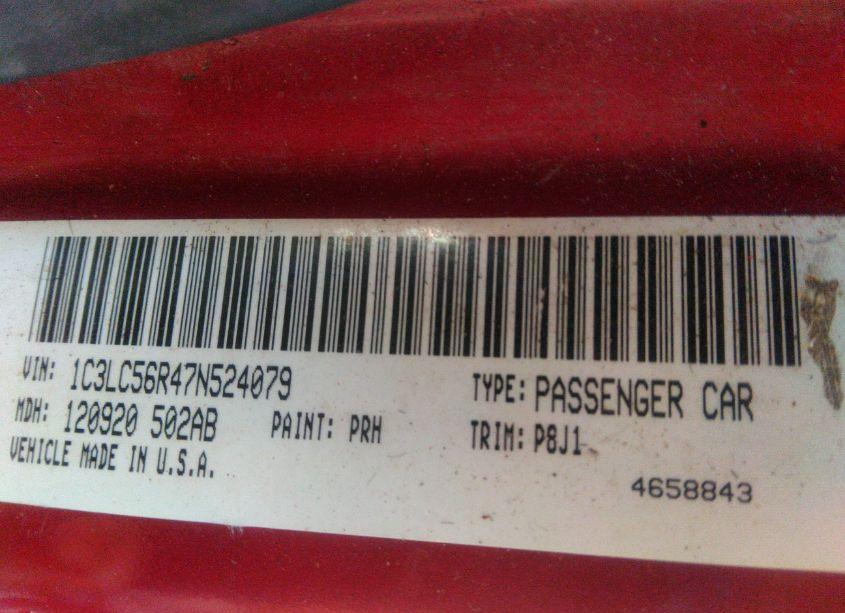 VIN: 1C3LC56R47N524079 TYPE: PASSENGER CAR
MDH: 120920 502AB PAINT: PRH TRIM: P8J1
VEHICLE MADE IN U.S.A.
4658843